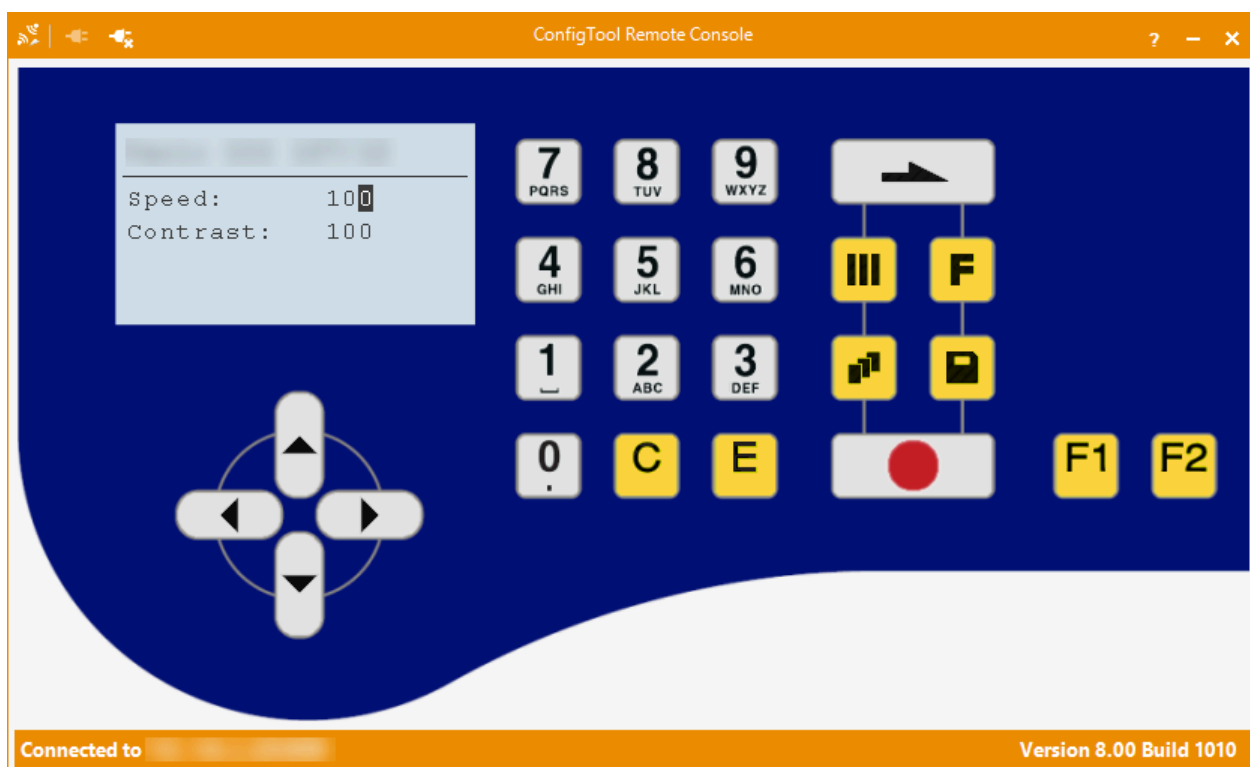 ConfigTool Remote Console
?
Speed: 100
Contrast: 100
7 8 9
PQRS TUV WXYZ
4 5 6 F
GHI JKL MNO
1 2 3
ABC DEF
0 C E F1 F2
.
Connected to
Version 8.00 Build 1010